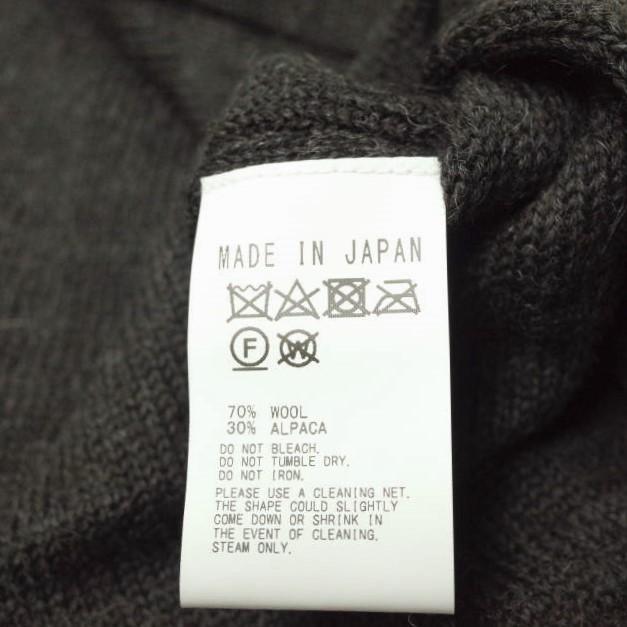 MADE IN JAPAN
F W
70% WOOL
30% ALPACA
DO NOT BLEACH.
DO NOT TUMBLE DRY.
DO NOT IRON.
PLEASE USE A CLEANING NET.
THE SHAPE COULD SLIGHTLY
COME DOWN OR SHRINK IN
THE EVENT OF CLEANING.
STEAM ONLY.